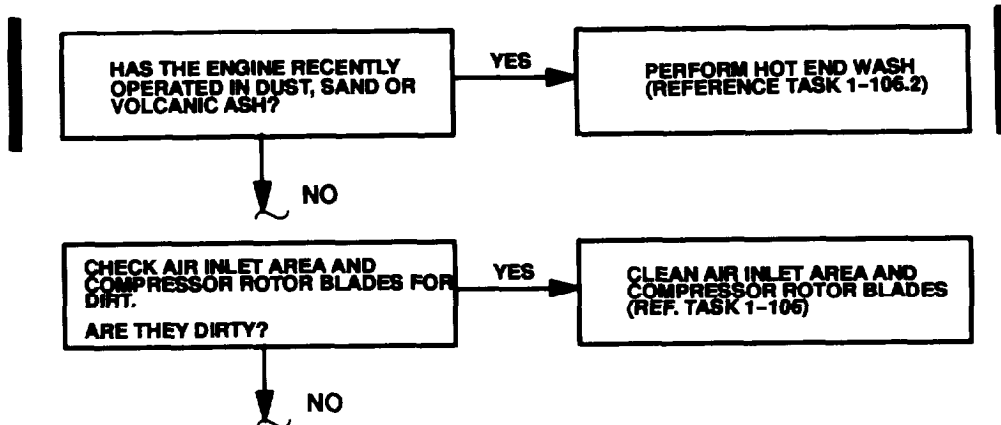 HAS THE ENGINE RECENTLY
OPERATED IN DUST, SAND OR
VOLCANIC ASH?
YES
PERFORM HOT END WASH
(REFERENCE TASK 1-106.2)
NO
CHECK AIR INLET AREA AND
COMPRESSOR ROTOR BLADES FOR
DIRT.
ARE THEY DIRTY?
YES
CLEAN AIR INLET AREA AND
COMPRESSOR ROTOR BLADES
(REF. TASK 1-106)
NO